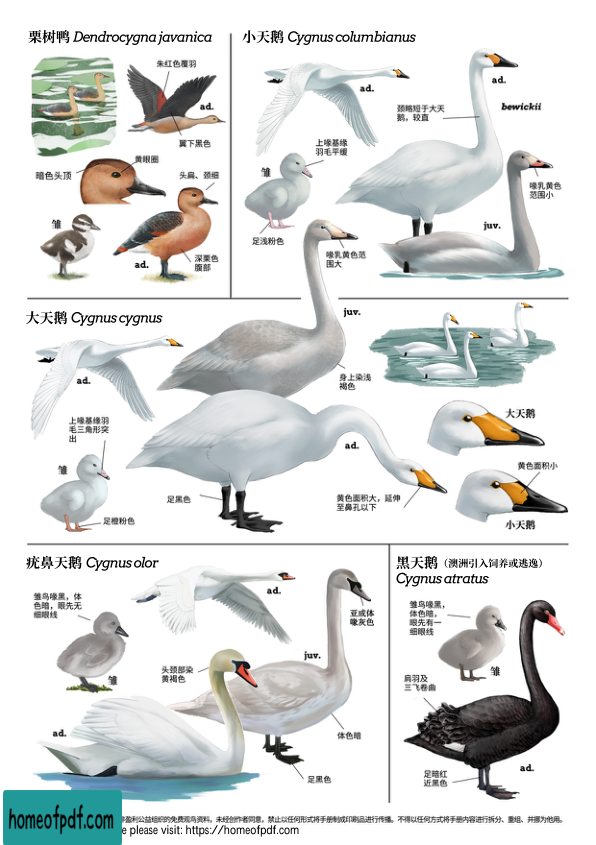 栗树鸭 Dendrocygna javanica
朱红色覆羽
ad.
翼下黑色
黄眼圈
暗色头顶
头扁、颈细
雏
ad.
深栗色
腹部
小天鹅 Cygnus columbianus
ad.
bewickii
颈略短于大天
鹅，较直
上喙基缘
羽毛平缓
雏
足浅粉色
喙乳黄色
范围小
juv.
大天鹅 Cygnus cygnus
喙乳黄色范
围大
juv.
ad.
身上染浅
褐色
上喙基缘羽
毛三角形突
出
雏
足橙粉色
足黑色
ad.
黄色面积大，延伸
至鼻孔以下
大天鹅
黄色面积小
小天鹅
疣鼻天鹅 Cygnus olor
雏鸟喙黑，体
色暗，眼先无
细眼线
雏
ad.
亚成体
喙灰色
juv.
头颈部染
黄褐色
ad.
体色暗
足黑色
黑天鹅（澳洲引入饲养或逃逸）
Cygnus atratus
雏鸟喙黑，
体色暗，
眼先有一
细眼线
雏
肩羽及
三飞卷曲
足暗红
近黑色
ad.
盈利公益组织的免费观鸟资料。未经创作者同意。禁止以任何形式将手册制成印刷品进行传播。不得以任何方式将手册内容进行拆分、重组、并挪为他用。
homeofpdf.com
e please visit: https://homeofpdf.com